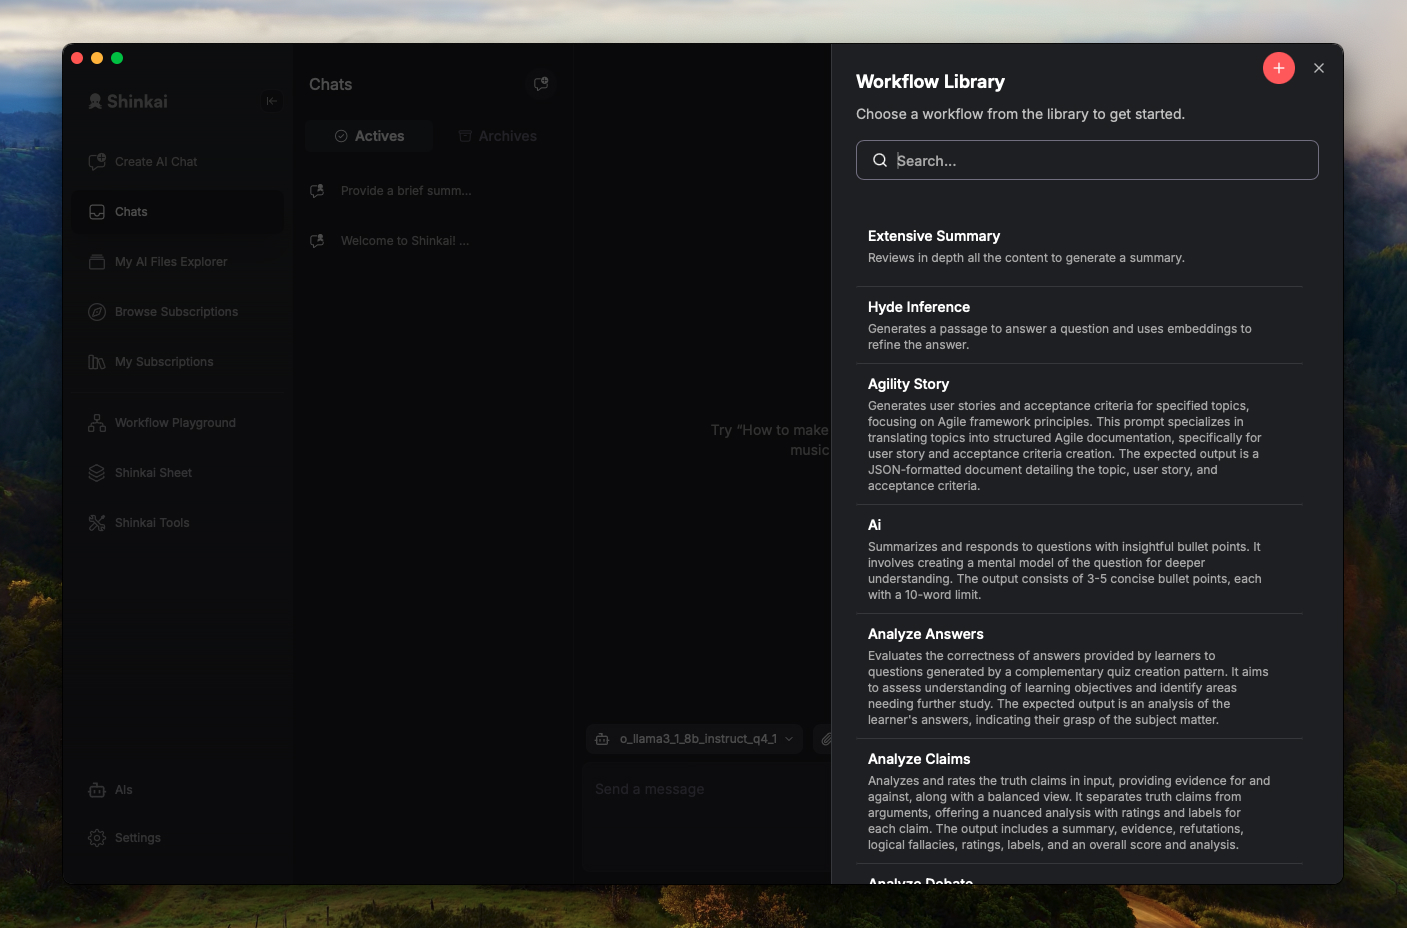 Shinkai
Create AI Chat
Chats
My AI Files Explorer
Browse Subscriptions
My Subscriptions
Workflow Playground
Shinkai Sheet
Shinkai Tools
AIs
Settings
Chats
Actives
Archives
Provide a brief summ...
Welcome to Shinkai! ...
Try “How to make
music
o_llama3_1_8b_instruct_q4_1
Send a message
Workflow Library
Choose a workflow from the library to get started.
Search...
Extensive Summary
Reviews in depth all the content to generate a summary.
Hyde Inference
Generates a passage to answer a question and uses embeddings to
refine the answer.
Agility Story
Generates user stories and acceptance criteria for specified topics,
focusing on Agile framework principles. This prompt specializes in
translating topics into structured Agile documentation, specifically for
user story and acceptance criteria creation. The expected output is a
JSON-formatted document detailing the topic, user story, and
acceptance criteria.
Ai
Summarizes and responds to questions with insightful bullet points. It
involves creating a mental model of the question for deeper
understanding. The output consists of 3-5 concise bullet points, each
with a 10-word limit.
Analyze Answers
Evaluates the correctness of answers provided by learners to
questions generated by a complementary quiz creation pattern. It aims
to assess understanding of learning objectives and identify areas
needing further study. The expected output is an analysis of the
learner's answers, indicating their grasp of the subject matter.
Analyze Claims
Analyzes and rates the truth claims in input, providing evidence for and
against, along with a balanced view. It separates truth claims from
arguments, offering a nuanced analysis with ratings and labels for
each claim. The output includes a summary, evidence, refutations,
logical fallacies, ratings, labels, and an overall score and analysis.
Analyze Debate